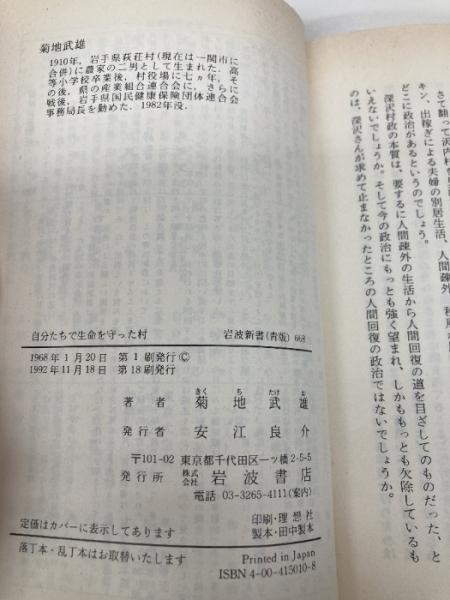 菊地武雄
1910年，岩手県萩荘村(現在は一関市に
合併)に農家の二男として生まれた．高
等小学校卒業後，村役場に七ヵ年，そ
の後，県の産業組合連合会に，さらに
戦後，岩手県国民健康保険団体連合会
事務局長を勤めた．1982年没．
自分たちで生命を守った村 岩波新書(青版) 668
1968年1月20日 第1刷発行 ©
1992年11月18日 第18刷発行
著者 菊地武雄
きくちたけお
発行者 安江良介
〒101-02 東京都千代田区一ツ橋2-5-5
発行所 株式会社 岩波書店
電話 03-3265-4111(案内)
印刷・理想社
製本・田中製本
定価はカバーに表示してあります
落丁本・乱丁本はお取替いたします
Printed in Japan
ISBN 4-00-415010-8
さて翻って沢内村
キン、出稼ぎによる夫婦の別居生活、人間疎外
どこに政治があるというのでしょう。
深沢村政の本質は、要するに人間疎外の生活から人間回復の道を目ざしてのものだった、と
いえないでしょうか。そして今の政治にもっとも強く望まれ、しかももっとも欠除しているも
のは、深沢さんが求めて止まなかったところの人間回復の政治ではないでしょうか。